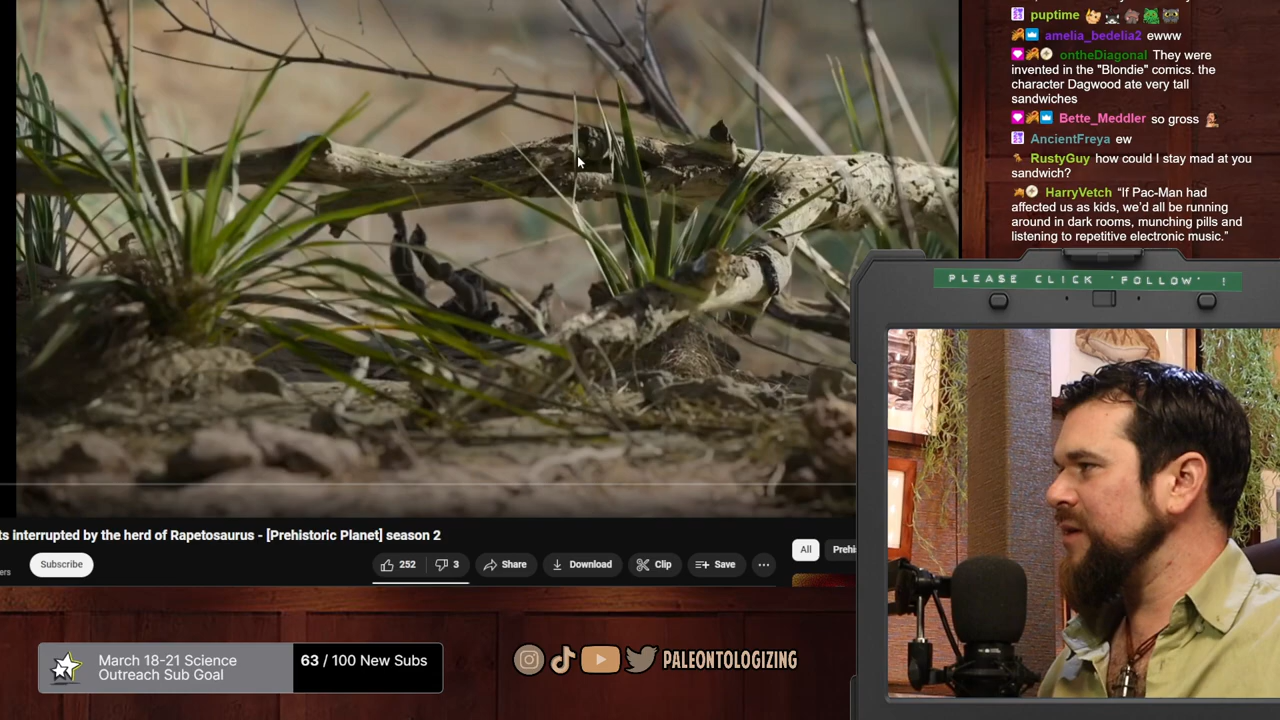 puptime
amelia_bedelia2 ewww
ontheDiagonal They were
invented in the "Blondie" comics. the
character Dagwood ate very tall
sandwiches
Bette_Meddler so gross
AncientFreya ew
RustyGuy how could I stay mad at you
sandwich?
HarryVetch “If Pac-Man had
affected us as kids, we’d all be running
around in dark rooms, munching pills and
listening to repetitive electronic music.”
PLEASE CLICK 'FOLLOW' !
ts interrupted by the herd of Rapetosaurus - [Prehistoric Planet] season 2
ers
Subscribe
252
3
Share
Download
Clip
Save
All
Prehi
March 18-21 Science
Outreach Sub Goal
63 / 100 New Subs
PALEONTOLOGIZING